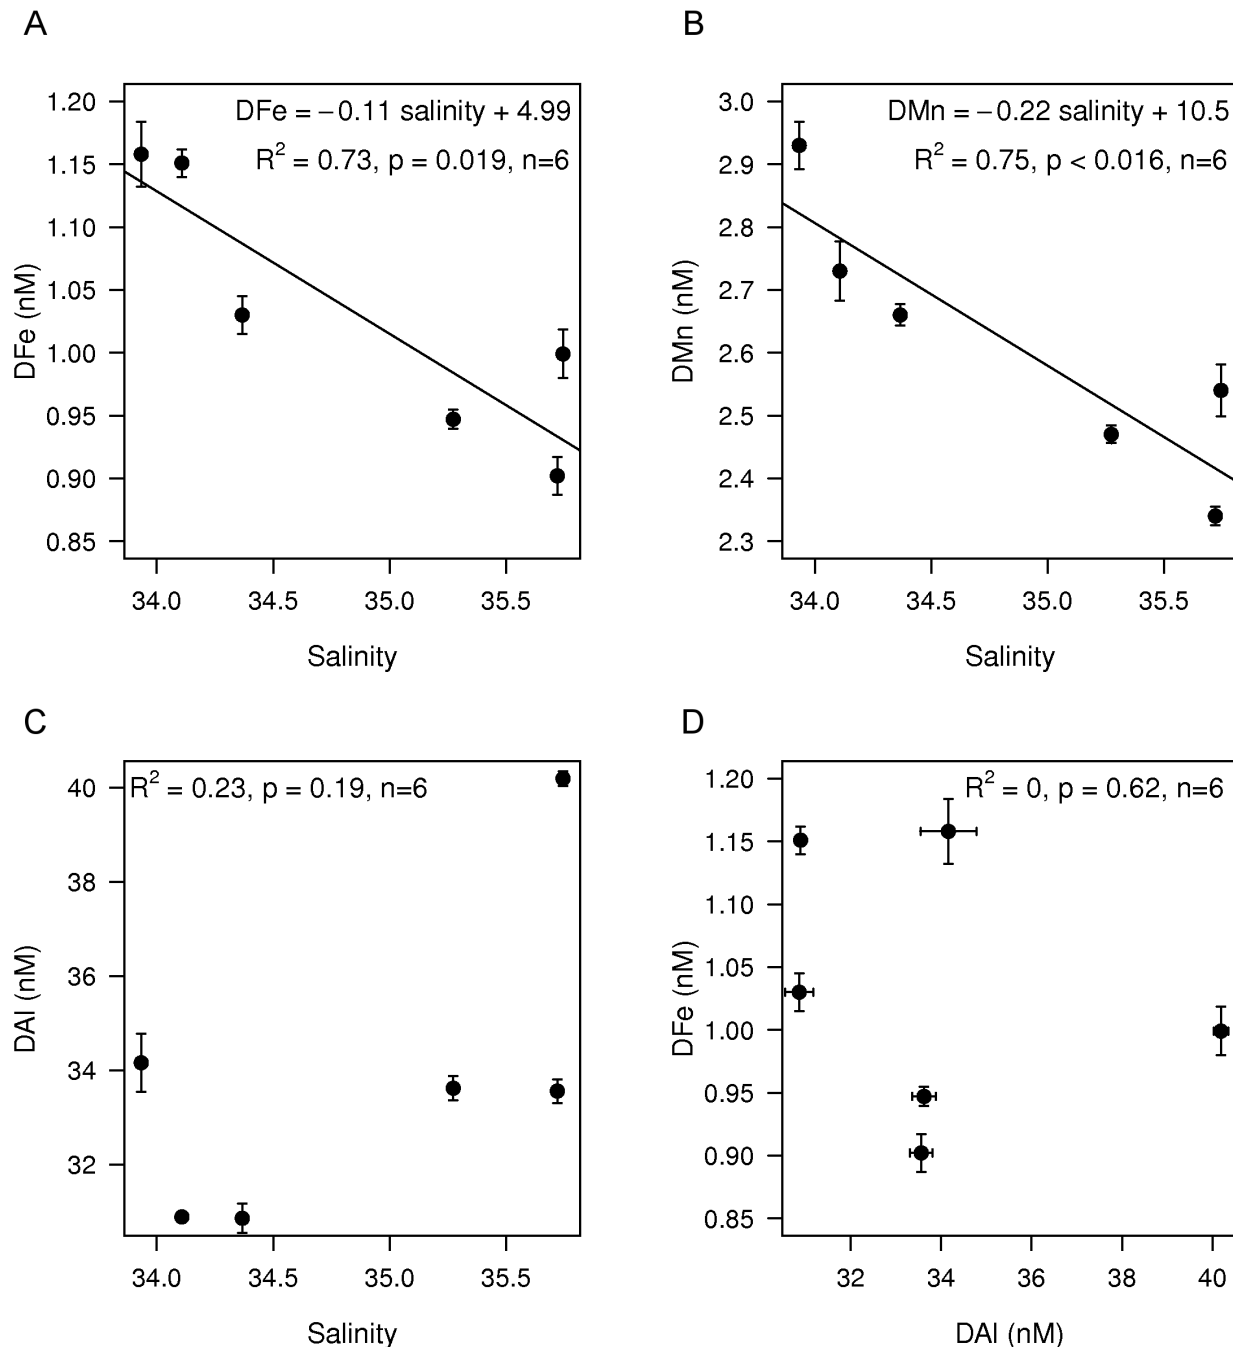 A
DFe = −0.11 salinity + 4.99
R² = 0.73, p = 0.019, n=6
1.20
1.15
1.10
1.05
1.00
0.95
0.90
0.85
DFe (nM)
34.0 34.5 35.0 35.5
Salinity
B
DMn = −0.22 salinity + 10.5
R² = 0.75, p < 0.016, n=6
3.0
2.9
2.8
2.7
2.6
2.5
2.4
2.3
DMn (nM)
34.0 34.5 35.0 35.5
Salinity
C
R² = 0.23, p = 0.19, n=6
40
38
36
34
32
DAl (nM)
34.0 34.5 35.0 35.5
Salinity
D
R² = 0, p = 0.62, n=6
1.20
1.15
1.10
1.05
1.00
0.95
0.90
0.85
DFe (nM)
32 34 36 38 40
DAl (nM)